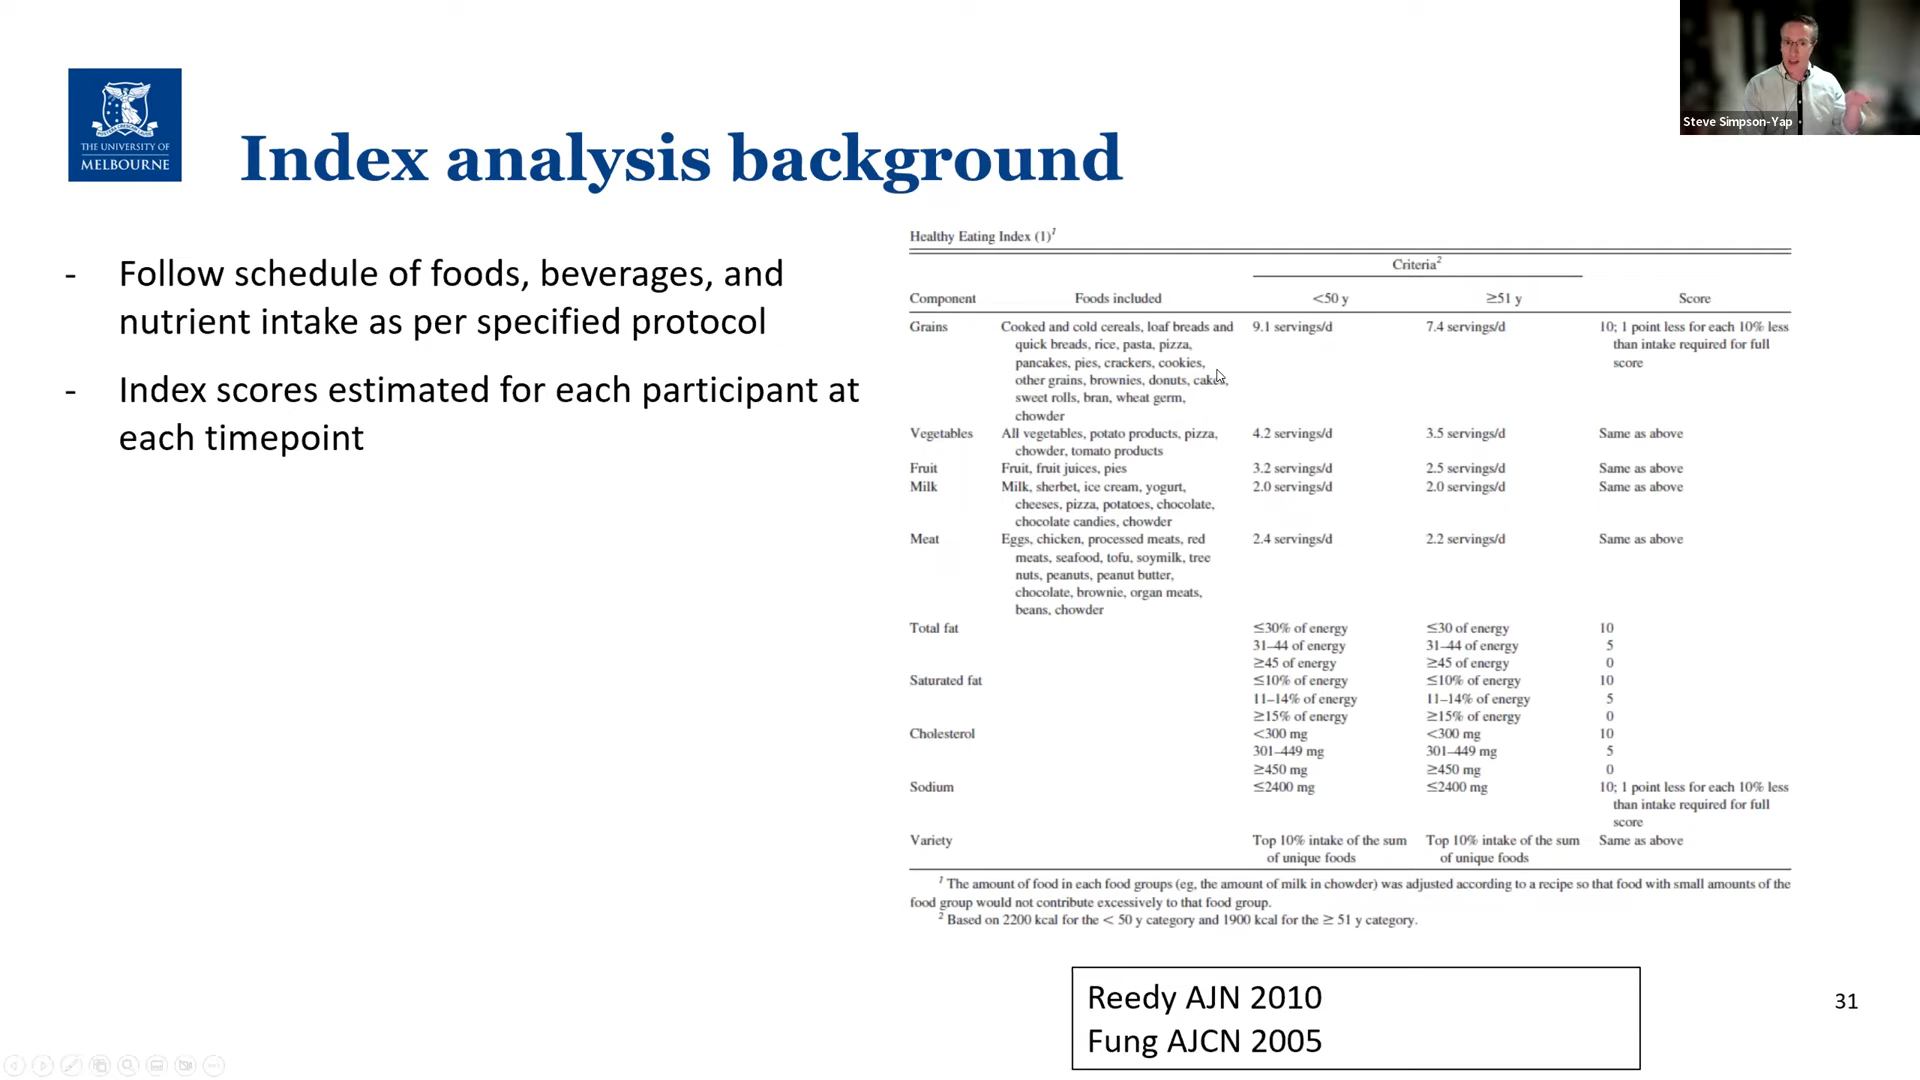 Steve Simpson-Yap
THE UNIVERSITY OF
MELBOURNE
Index analysis background
- Follow schedule of foods, beverages, and
nutrient intake as per specified protocol
- Index scores estimated for each participant at
each timepoint
Healthy Eating Index (1)1
Criteria2
Component Foods included <50 y ≥51 y Score
Grains Cooked and cold cereals, loaf breads and 9.1 servings/d 7.4 servings/d 10; 1 point less for each 10% less
quick breads, rice, pasta, pizza, than intake required for full
pancakes, pies, crackers, cookies, score
other grains, brownies, donuts, cakes,
sweet rolls, bran, wheat germ,
chowder
Vegetables All vegetables, potato products, pizza, 4.2 servings/d 3.5 servings/d Same as above
chowder, tomato products
Fruit Fruit, fruit juices, pies 3.2 servings/d 2.5 servings/d Same as above
Milk Milk, sherbet, ice cream, yogurt, 2.0 servings/d 2.0 servings/d Same as above
cheeses, pizza, potatoes, chocolate,
chocolate candies, chowder
Meat Eggs, chicken, processed meats, red 2.4 servings/d 2.2 servings/d Same as above
meats, seafood, tofu, soymilk, tree
nuts, peanuts, peanut butter,
chocolate, brownie, organ meats,
beans, chowder
Total fat ≤30% of energy ≤30 of energy 10
31–44 of energy 31–44 of energy 5
≥45 of energy ≥45 of energy 0
Saturated fat ≤10% of energy ≤10% of energy 10
11–14% of energy 11–14% of energy 5
≥15% of energy ≥15% of energy 0
Cholesterol <300 mg <300 mg 10
301–449 mg 301–449 mg 5
≥450 mg ≥450 mg 0
Sodium ≤2400 mg ≤2400 mg 10; 1 point less for each 10% less
than intake required for full
score
Variety Top 10% intake of the sum Top 10% intake of the sum Same as above
of unique foods of unique foods
1 The amount of food in each food groups (eg, the amount of milk in chowder) was adjusted according to a recipe so that food with small amounts of the
food group would not contribute excessively to that food group.
2 Based on 2200 kcal for the < 50 y category and 1900 kcal for the ≥ 51 y category.
Reedy AJN 2010
Fung AJCN 2005
31